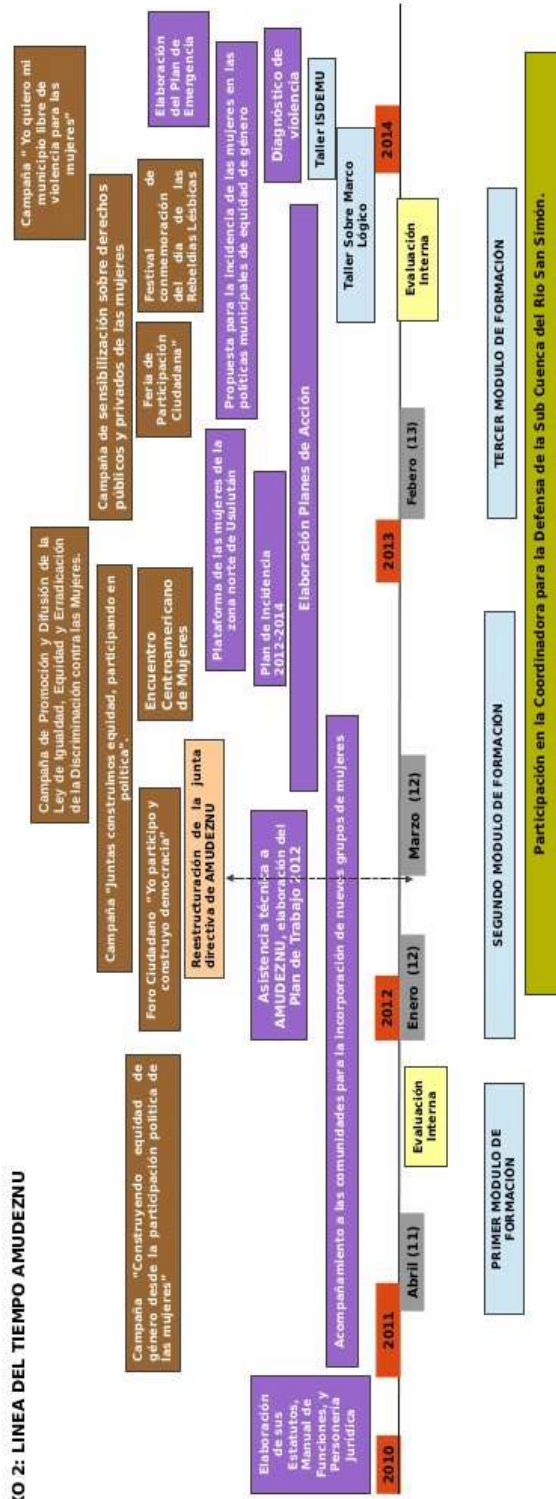 XO 2: LINEA DEL TIEMPO AMUDEZNU
Campaña " Yo quiero mi
municipio libre de
violencia para las
mujeres"
Campaña de Promoción y Difusión de la
Ley de Igualdad, Equidad y Erradicación
de la Discriminación contra las Mujeres.
Campaña "Juntas construimos equidad, participando en
política".
Campaña de sensibilización sobre derechos
públicos y privados de las mujeres
Campaña "Construyendo equidad de
género desde la participación política de
las mujeres"
Foro Ciudadano "Yo participo y
construyo democracia"
Encuentro
Centroamericano
de Mujeres
Feria de
Participación
Ciudadana"
Festival de
conmemoración
del día de las
Rebeldías Lésbicas
Elaboración
del Plan de
Emergencia
Reestructuración de la junta
directiva de AMUDEZNU
Plataforma de las mujeres de la
zona norte de Usulután
Propuesta para la incidencia de las mujeres en las
políticas municipales de equidad de género
Elaboración
de sus
Estatutos,
Manual de
Funciones, y
Personería
Jurídica
Asistencia técnica a
AMUDEZNU, elaboración del
Plan de Trabajo 2012
Plan de Incidencia
2012-2014
Diagnóstico de
violencia
Elaboración Planes de Acción
Taller ISDEMU
Acompañamiento a las comunidades para la incorporación de nuevos grupos de mujeres
Taller Sobre Marco
Lógico
2010
2011
2012
2013
2014
Abril (11)
Evaluación
Interna
Enero (12)
Marzo (12)
Febero (13)
Evaluación
Interna
PRIMER MÓDULO DE
FORMACIÓN
SEGUNDO MÓDULO DE FORMACIÓN
TERCER MÓDULO DE FORMACIÓN
Participación en la Coordinadora para la Defensa de la Sub Cuenca del Rio San Simón.